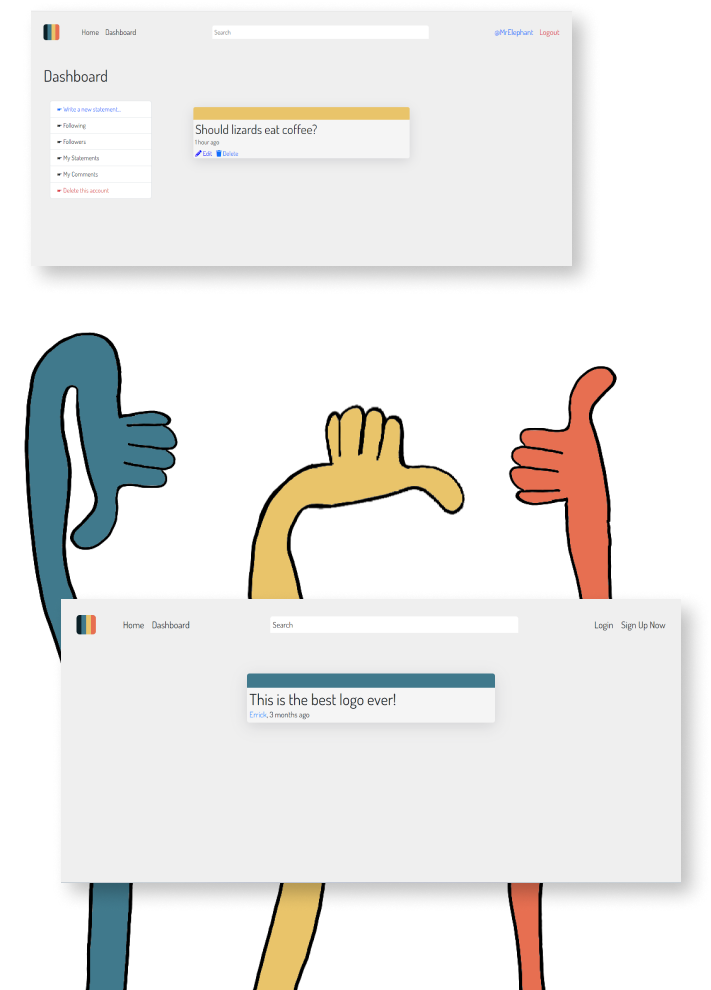 Home Dashboard Search @MrElephant Logout
Dashboard
☛ Write a new statement...
☛ Following
☛ Followers
☛ My Statements
☛ My Comments
☛ Delete this account
Should lizards eat coffee?
1 hour ago
Edit Delete
Home Dashboard Search Login Sign Up Now
This is the best logo ever!
Errick, 3 months ago